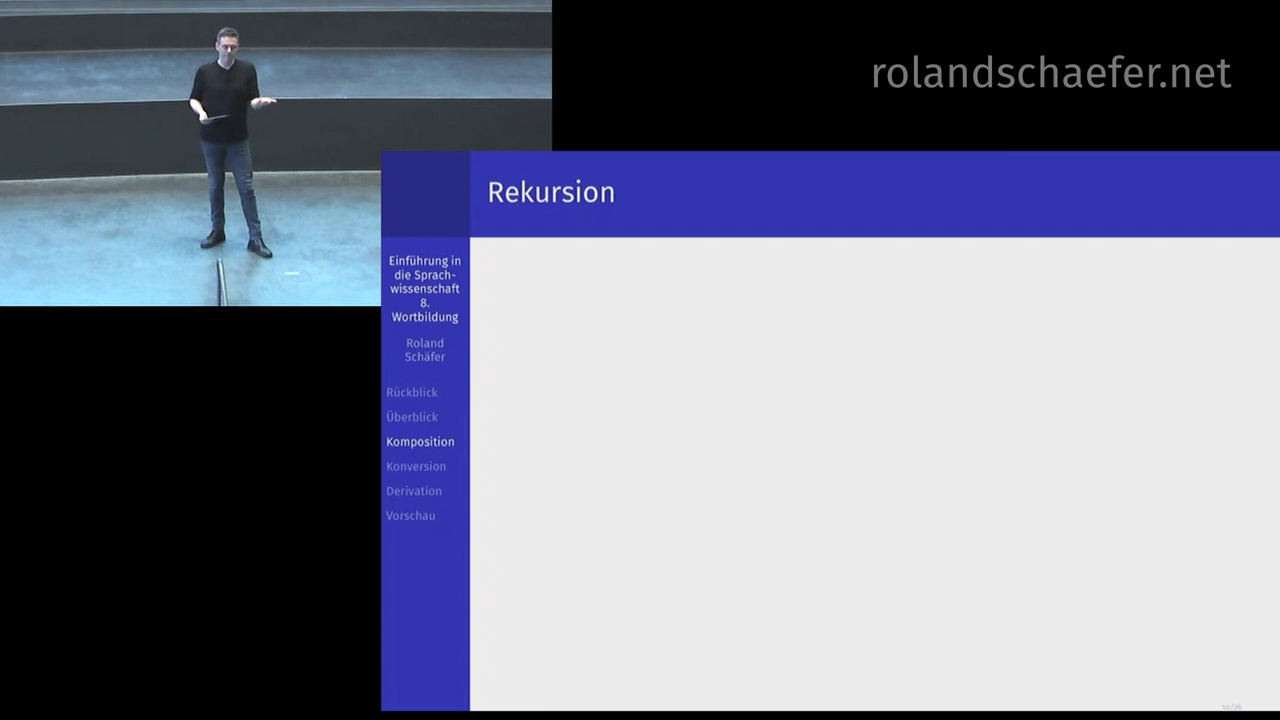 rolandschaefer.net
Rekursion
Einführung in
die Sprach-
wissenschaft
8.
Wortbildung
Roland
Schäfer
Rückblick
Überblick
Komposition
Konversion
Derivation
Vorschau